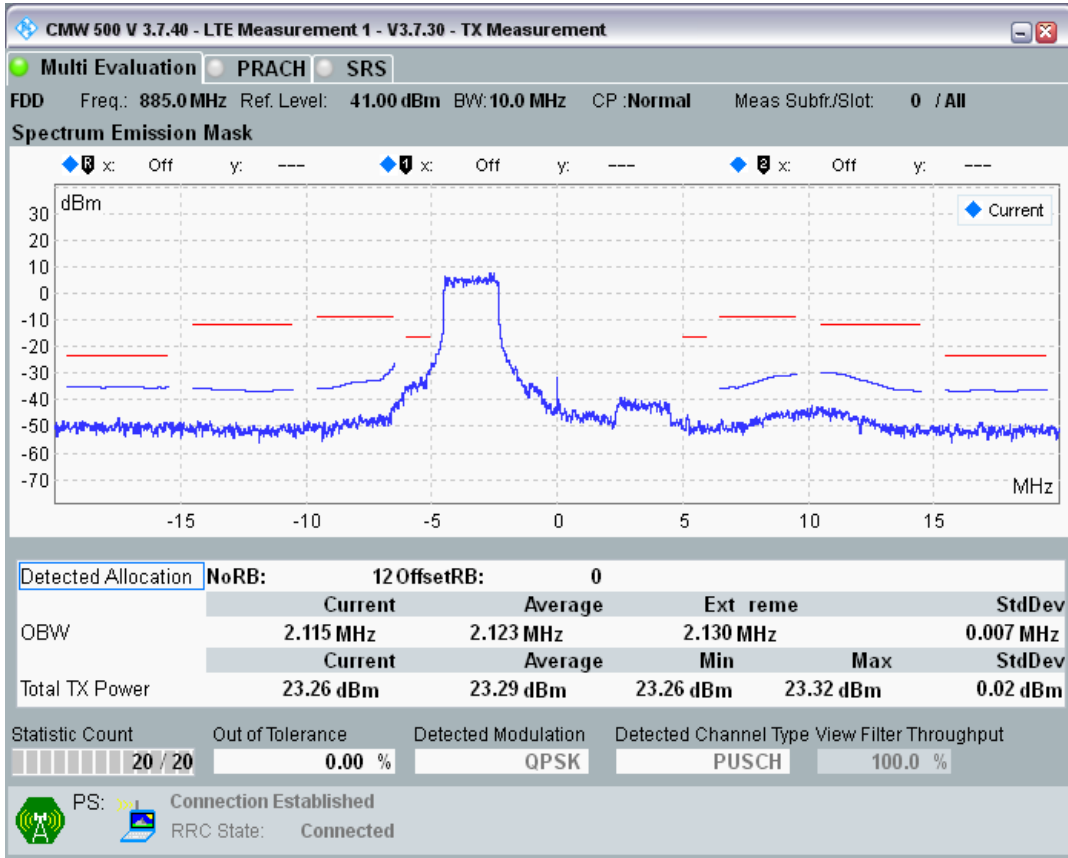 CMW 500 V 3.7.40 - LTE Measurement 1 - V3.7.30 - TX Measurement
Multi Evaluation PRACH SRS
FDD Freq.: 885.0 MHz Ref. Level: 41.00 dBm BW: 10.0 MHz CP :Normal Meas Subfr./Slot: 0 / All
Spectrum Emission Mask
R x: Off y: --- 1 x: Off y: --- 2 x: Off y: ---
dBm
Current
30
20
10
0
-10
-20
-30
-40
-50
-60
-70
MHz
-15 -10 -5 0 5 10 15
Detected Allocation NoRB: 12 OffsetRB: 0
Current Average Ext reme StdDev
OBW 2.115 MHz 2.123 MHz 2.130 MHz 0.007 MHz
Current Average Min Max StdDev
Total TX Power 23.26 dBm 23.29 dBm 23.26 dBm 23.32 dBm 0.02 dBm
Statistic Count Out of Tolerance Detected Modulation Detected Channel Type View Filter Throughput
20 / 20 0.00 % QPSK PUSCH 100.0 %
PS: Connection Established
RRC State: Connected